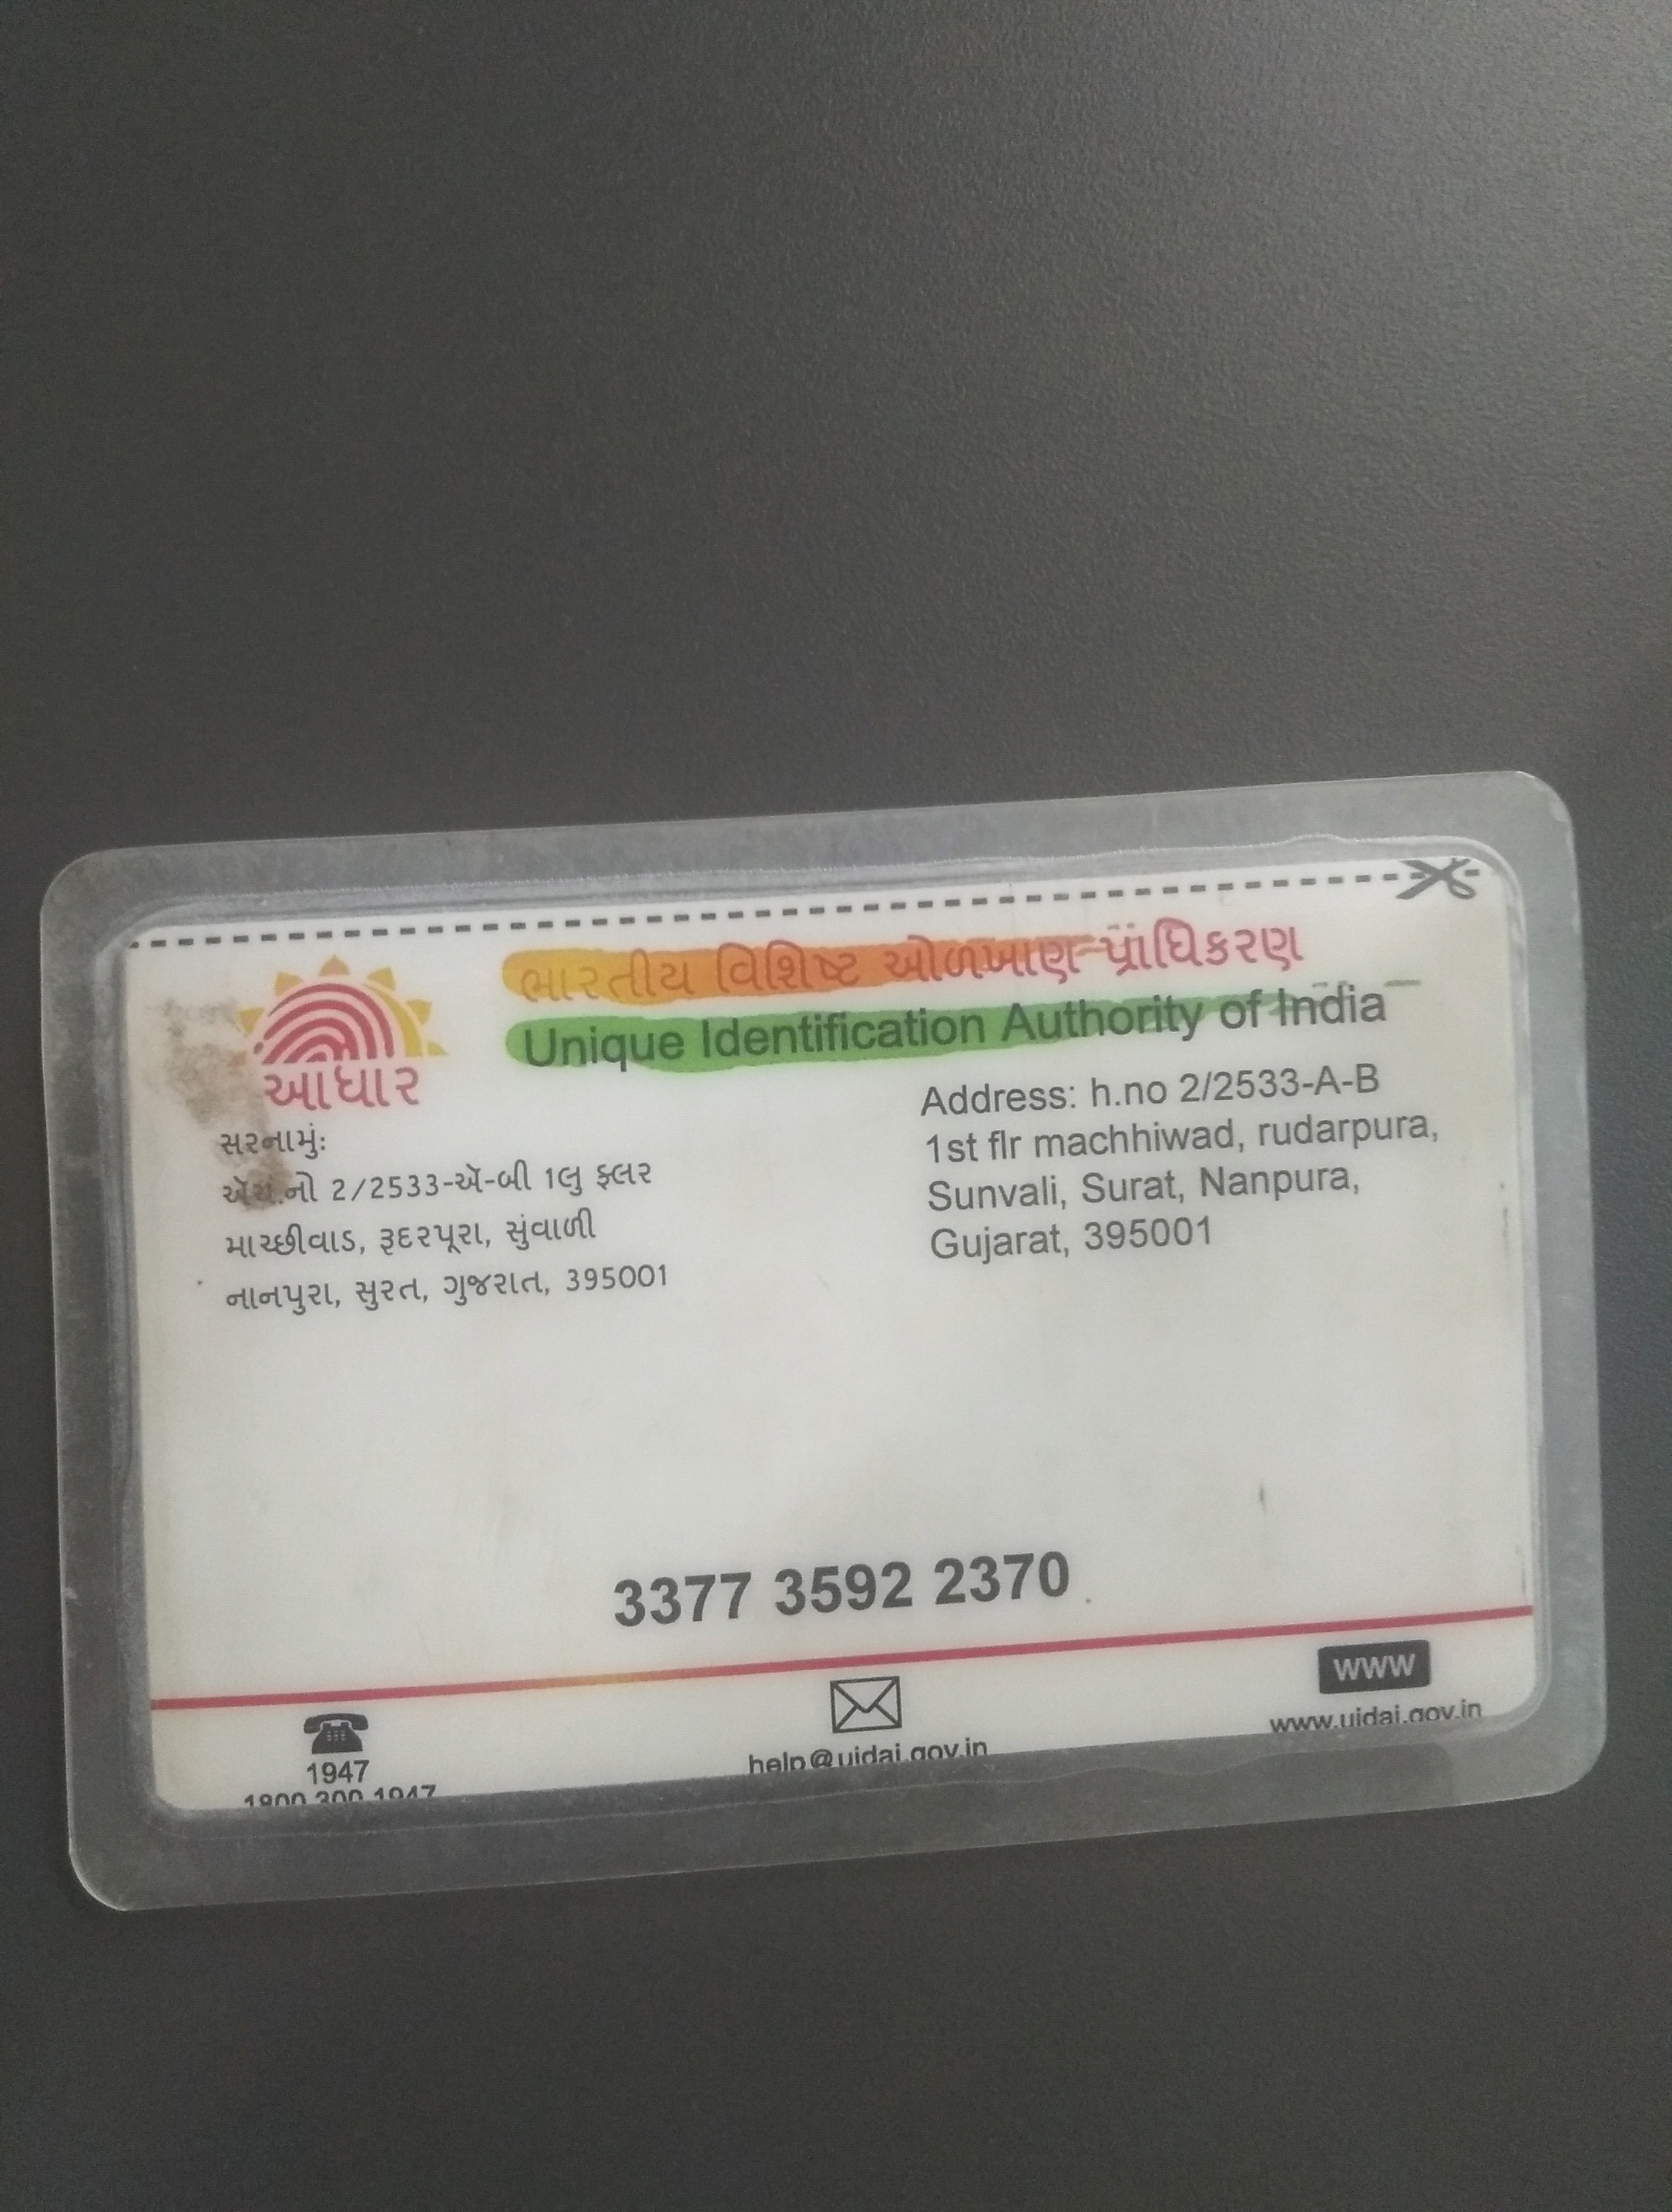 ભારતીય વિશિષ્ટ ઓળખાણ પ્રાધિકરણ
Unique Identification Authority of India
આધાર
સરનામું:
એચ.નો 2/2533-એ-બી 1લુ ફ્લર
માચ્છીવાડ, રૂદરપૂરા, સુંવાળી
નાનપુરા, સુરત, ગુજરાત, 395001
Address: h.no 2/2533-A-B
1st flr machhiwad, rudarpura,
Sunvali, Surat, Nanpura,
Gujarat, 395001
3377 3592 2370
1947
1800 300 1947
help@uidai.gov.in
WWW
www.uidai.gov.in